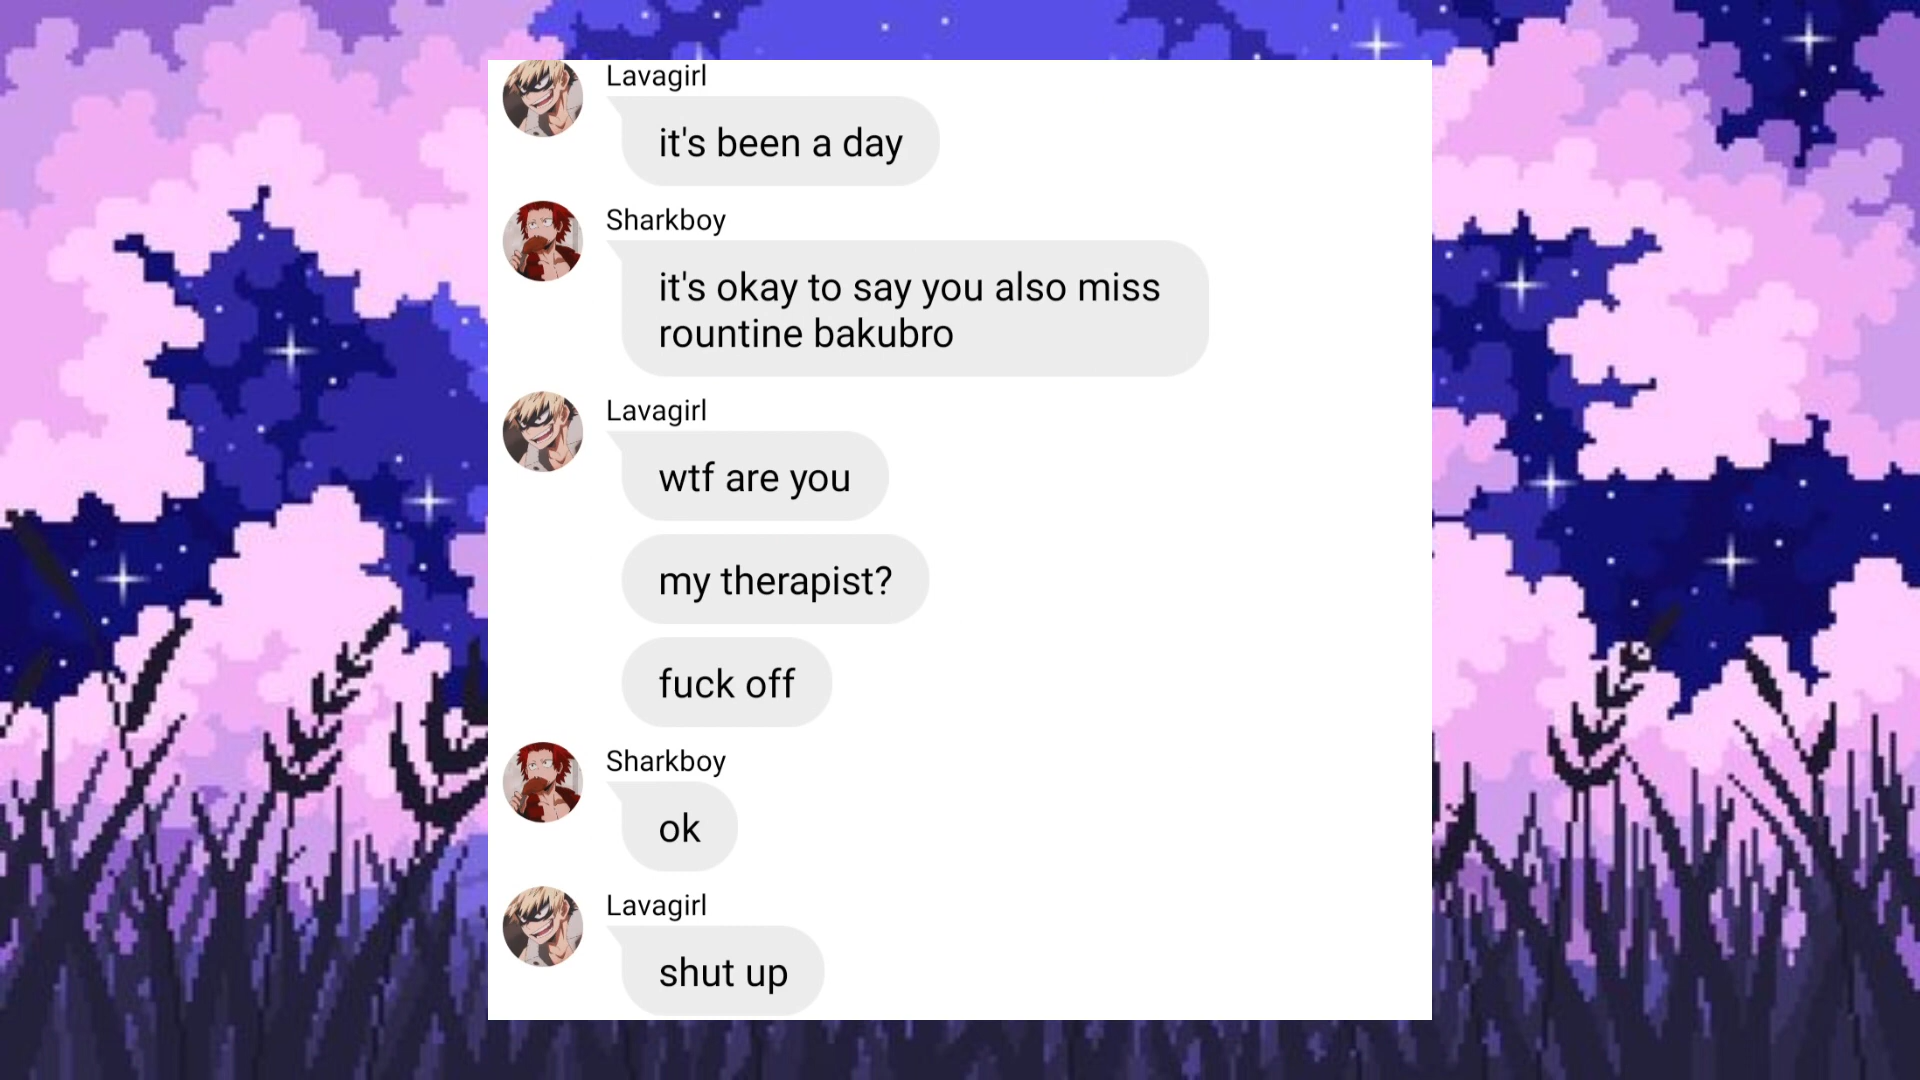 Lavagirl
it's been a day
Sharkboy
it's okay to say you also miss
rountine bakubro
Lavagirl
wtf are you
my therapist?
fuck off
Sharkboy
ok
Lavagirl
shut up